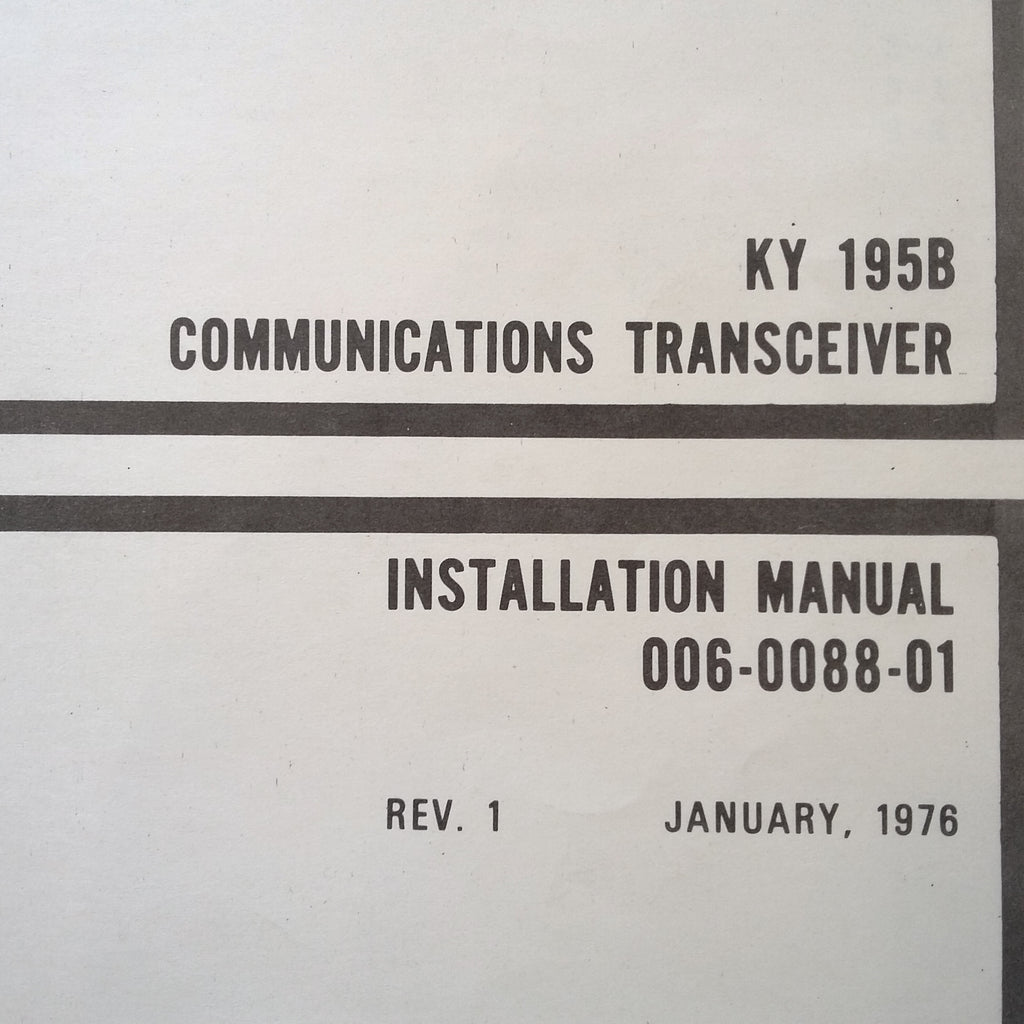 KY 195B
COMMUNICATIONS TRANSCEIVER
INSTALLATION MANUAL
006-0088-01
REV. 1 JANUARY, 1976